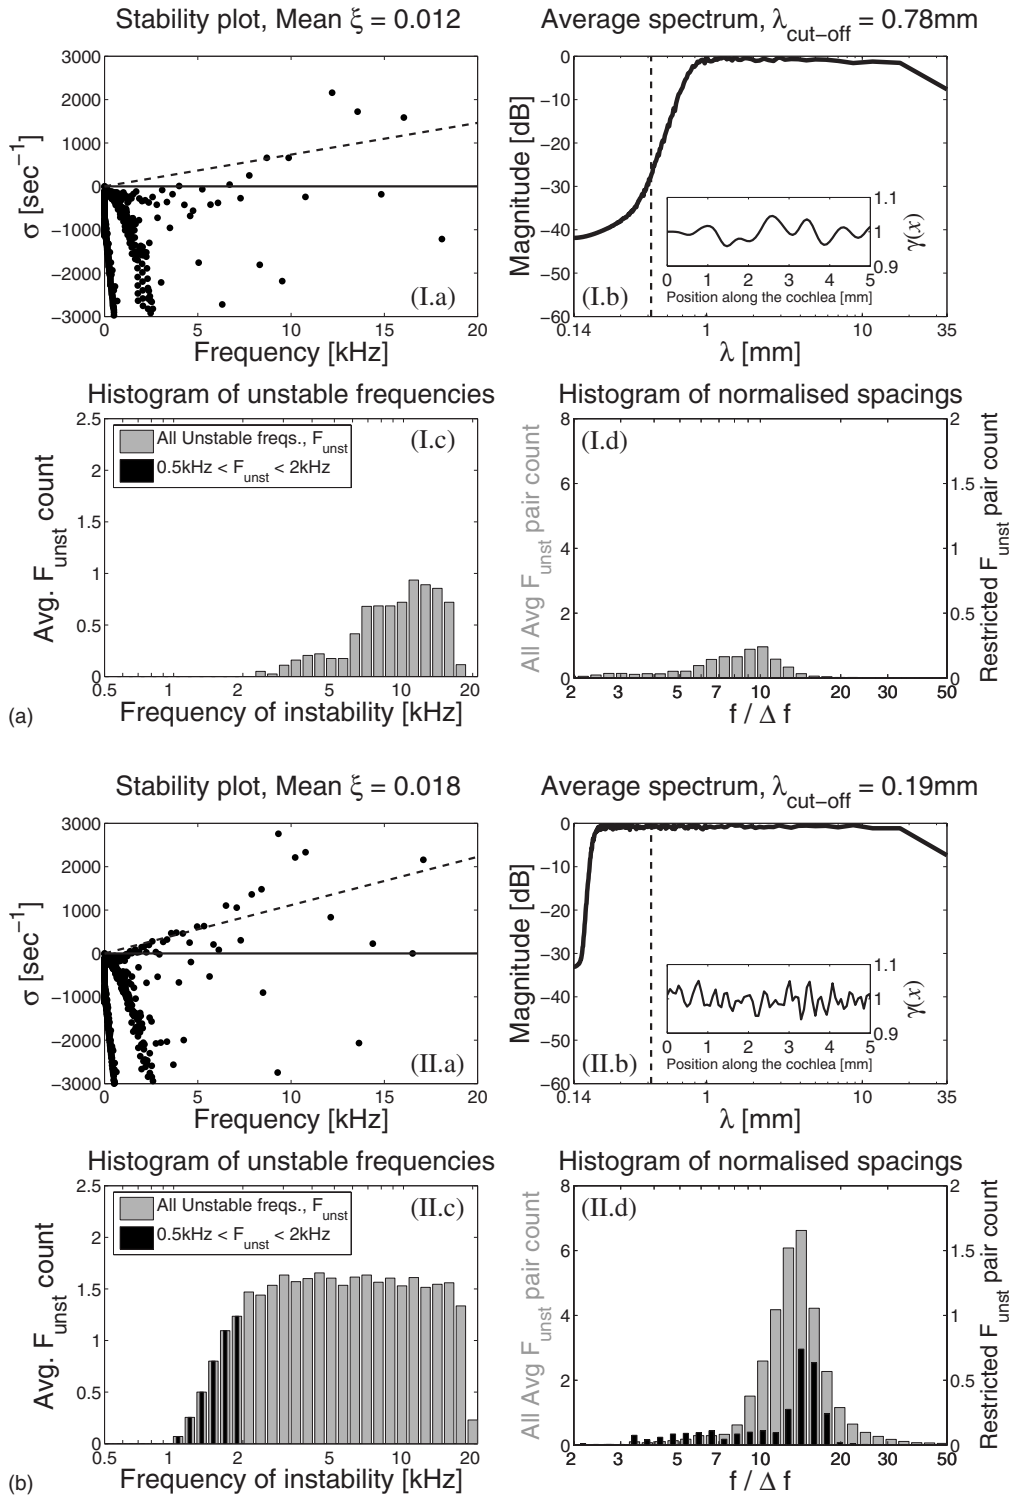 Stability plot, Mean ξ = 0.012
Average spectrum, λcut−off = 0.78mm
3000
2000
1000
0
−1000
−2000
−3000
σ [sec−1]
0
5
10
15
20
Frequency [kHz]
(I.a)
0
−10
−20
−30
−40
−50
−60
Magnitude [dB]
1.1
1
0.9
γ(x)
0
1
2
3
4
5
Position along the cochlea [mm]
(I.b)
0.14
1
10
35
λ [mm]
Histogram of unstable frequencies
Histogram of normalised spacings
2.5
2
1.5
1
0.5
0
Avg. Funst count
All Unstable freqs., Funst
0.5kHz < Funst < 2kHz
(I.c)
0.5
1
2
5
10
20
Frequency of instability [kHz]
8
6
4
2
0
All Avg Funst pair count
(I.d)
2
1.5
1
0.5
0
Restricted Funst pair count
2
3
5
7
10
20
30
50
f / Δ f
(a)
Stability plot, Mean ξ = 0.018
Average spectrum, λcut−off = 0.19mm
3000
2000
1000
0
−1000
−2000
−3000
σ [sec−1]
0
5
10
15
20
Frequency [kHz]
(II.a)
0
−10
−20
−30
−40
−50
−60
Magnitude [dB]
1.1
1
0.9
γ(x)
0
1
2
3
4
5
Position along the cochlea [mm]
(II.b)
0.14
1
10
35
λ [mm]
Histogram of unstable frequencies
Histogram of normalised spacings
2.5
2
1.5
1
0.5
0
Avg. Funst count
All Unstable freqs., Funst
0.5kHz < Funst < 2kHz
(II.c)
0.5
1
2
5
10
20
Frequency of instability [kHz]
8
6
4
2
0
All Avg Funst pair count
(II.d)
2
1.5
1
0.5
0
Restricted Funst pair count
2
3
5
7
10
20
30
50
f / Δ f
(b)